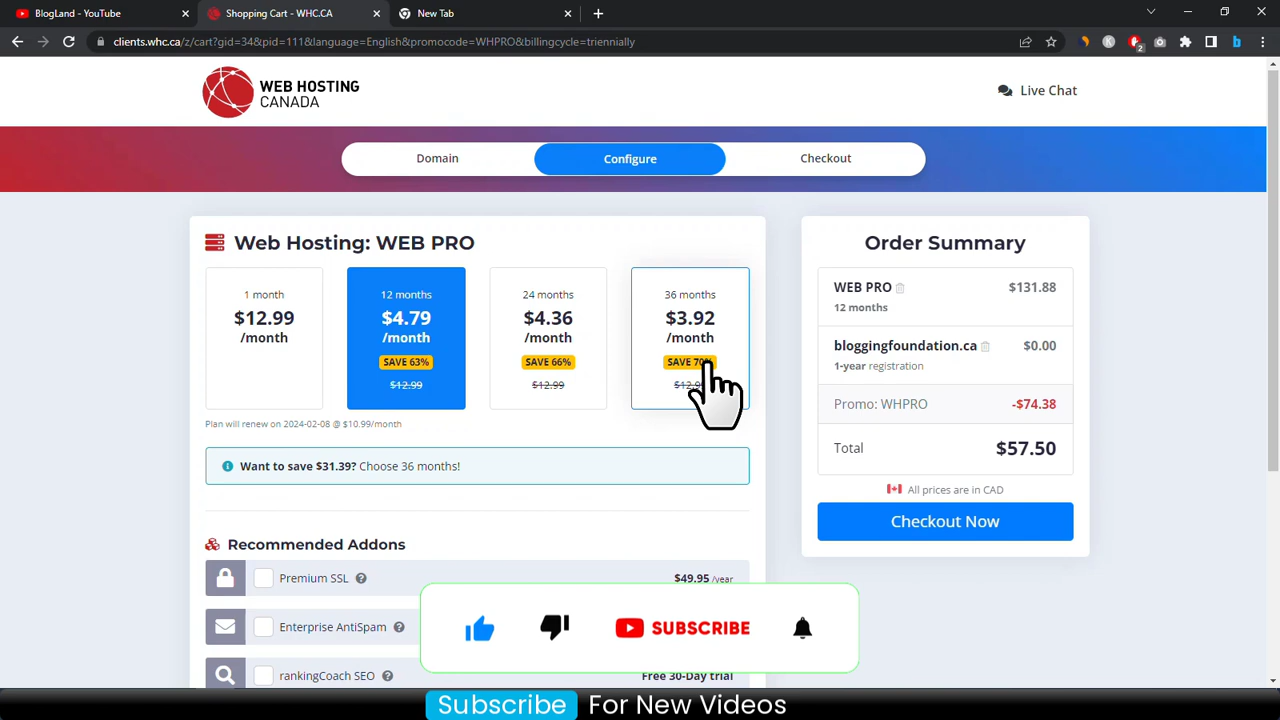 BlogLand - YouTube
Shopping Cart - WHC.CA
New Tab
clients.whc.ca/z/cart?gid=34&pid=111&language=English&promocode=WHPRO&billingcycle=triennially
2
b
WEB HOSTING
CANADA
Live Chat
Domain
Configure
Checkout
Web Hosting: WEB PRO
1 month
$12.99
/month
12 months
$4.79
/month
SAVE 63%
$12.99
24 months
$4.36
/month
SAVE 66%
$12.99
36 months
$3.92
/month
SAVE 70%
Plan will renew on 2024-02-08 @ $10.99/month
Want to save $31.39? Choose 36 months!
Recommended Addons
Premium SSL
$49.95 /year
Enterprise AntiSpam
rankingCoach SEO
Free 30-Day trial
Order Summary
WEB PRO $131.88
12 months
bloggingfoundation.ca $0.00
1-year registration
Promo: WHPRO -$74.38
Total $57.50
All prices are in CAD
Checkout Now
SUBSCRIBE
Subscribe For New Videos